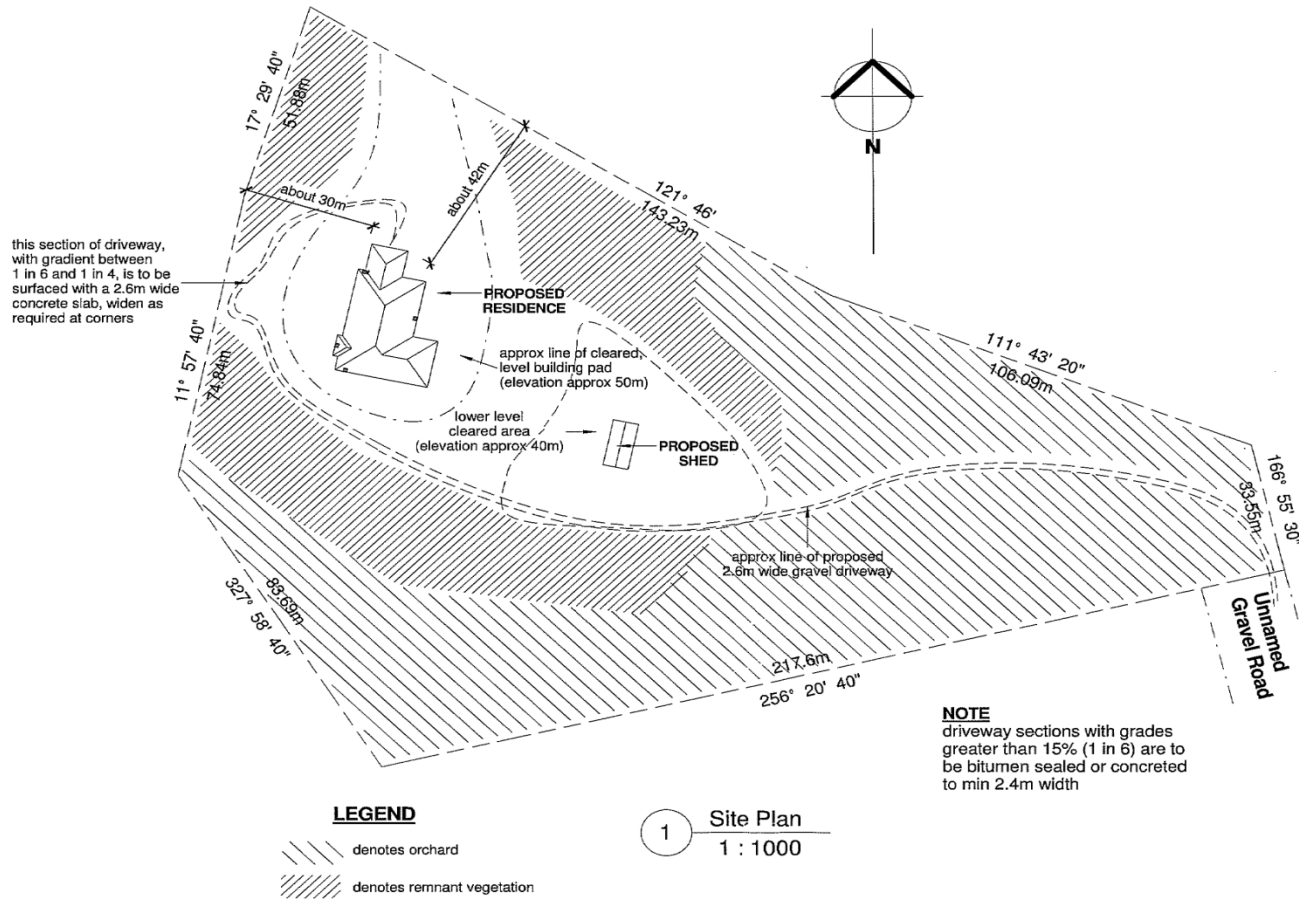 17° 29' 40"
51.88m
about 30m
about 42m
121° 46'
143.23m
N
this section of driveway,
with gradient between
1 in 6 and 1 in 4, is to be
surfaced with a 2.6m wide
concrete slab, widen as
required at corners
PROPOSED
RESIDENCE
approx line of cleared,
level building pad
(elevation approx 50m)
11° 57' 40"
74.84m
111° 43' 20"
106.09m
lower level
cleared area
(elevation approx 40m)
PROPOSED
SHED
166° 55' 30"
33.55m
approx line of proposed
2.6m wide gravel driveway
83.69m
327° 58' 40"
217.6m
256° 20' 40"
Unnamed
Gravel Road
NOTE
driveway sections with grades
greater than 15% (1 in 6) are to
be bitumen sealed or concreted
to min 2.4m width
LEGEND
denotes orchard
denotes remnant vegetation
1
Site Plan
1 : 1000